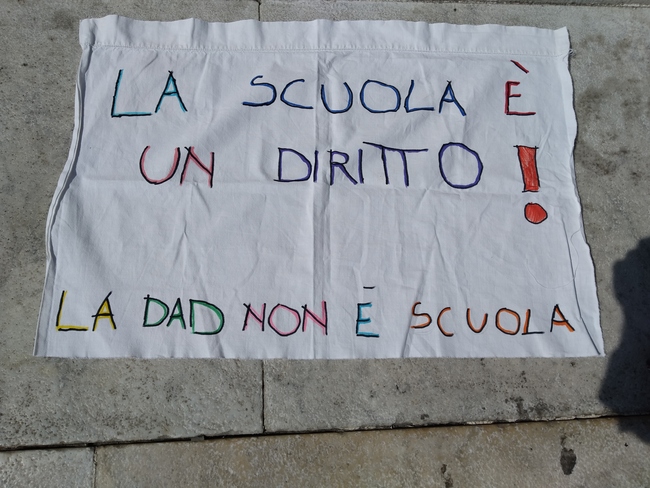 LA SCUOLA È
UN DIRITTO!
LA DAD NON È SCUOLA